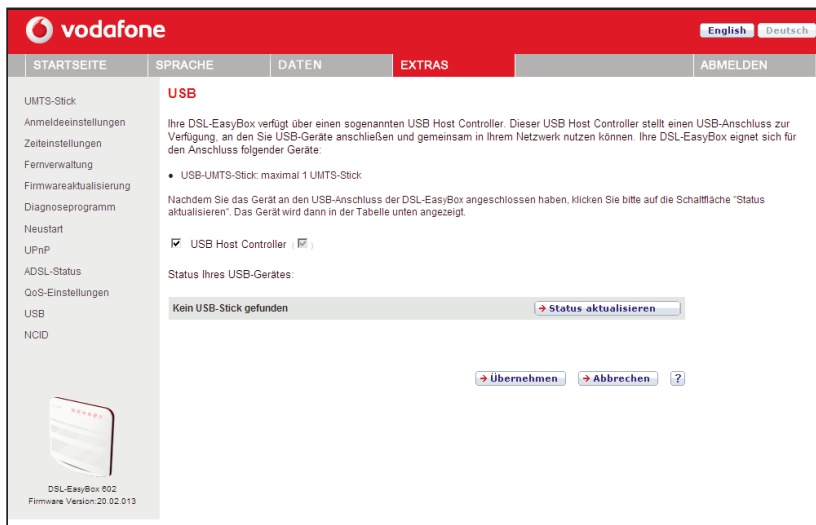 vodafone
English Deutsch
STARTSEITE SPRACHE DATEN EXTRAS ABMELDEN
UMTS-Stick
Anmeldeeinstellungen
Zeiteinstellungen
Fernverwaltung
Firmwareaktualisierung
Diagnoseprogramm
Neustart
UPnP
ADSL-Status
QoS-Einstellungen
USB
NCID
DSL-EasyBox 602
Firmware Version:20.02.013
USB
Ihre DSL-EasyBox verfügt über einen sogenannten USB Host Controller. Dieser USB Host Controller stellt einen USB-Anschluss zur
Verfügung, an den Sie USB-Geräte anschließen und gemeinsam in Ihrem Netzwerk nutzen können. Ihre DSL-EasyBox eignet sich für
den Anschluss folgender Geräte:
• USB-UMTS-Stick: maximal 1 UMTS-Stick
Nachdem Sie das Gerät an den USB-Anschluss der DSL-EasyBox angeschlossen haben, klicken Sie bitte auf die Schaltfläche "Status
aktualisieren". Das Gerät wird dann in der Tabelle unten angezeigt.
USB Host Controller ( )
Status Ihres USB-Gerätes:
Kein USB-Stick gefunden Status aktualisieren
Übernehmen Abbrechen ?